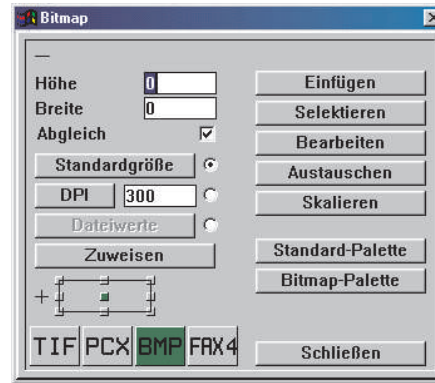 Bitmap
Höhe 0
Breite 0
Abgleich
Standardgröße
DPI 300
Dateiwerte
Zuweisen
TIF PCX BMP FAX4
Einfügen
Selektieren
Bearbeiten
Austauschen
Skalieren
Standard-Palette
Bitmap-Palette
Schließen